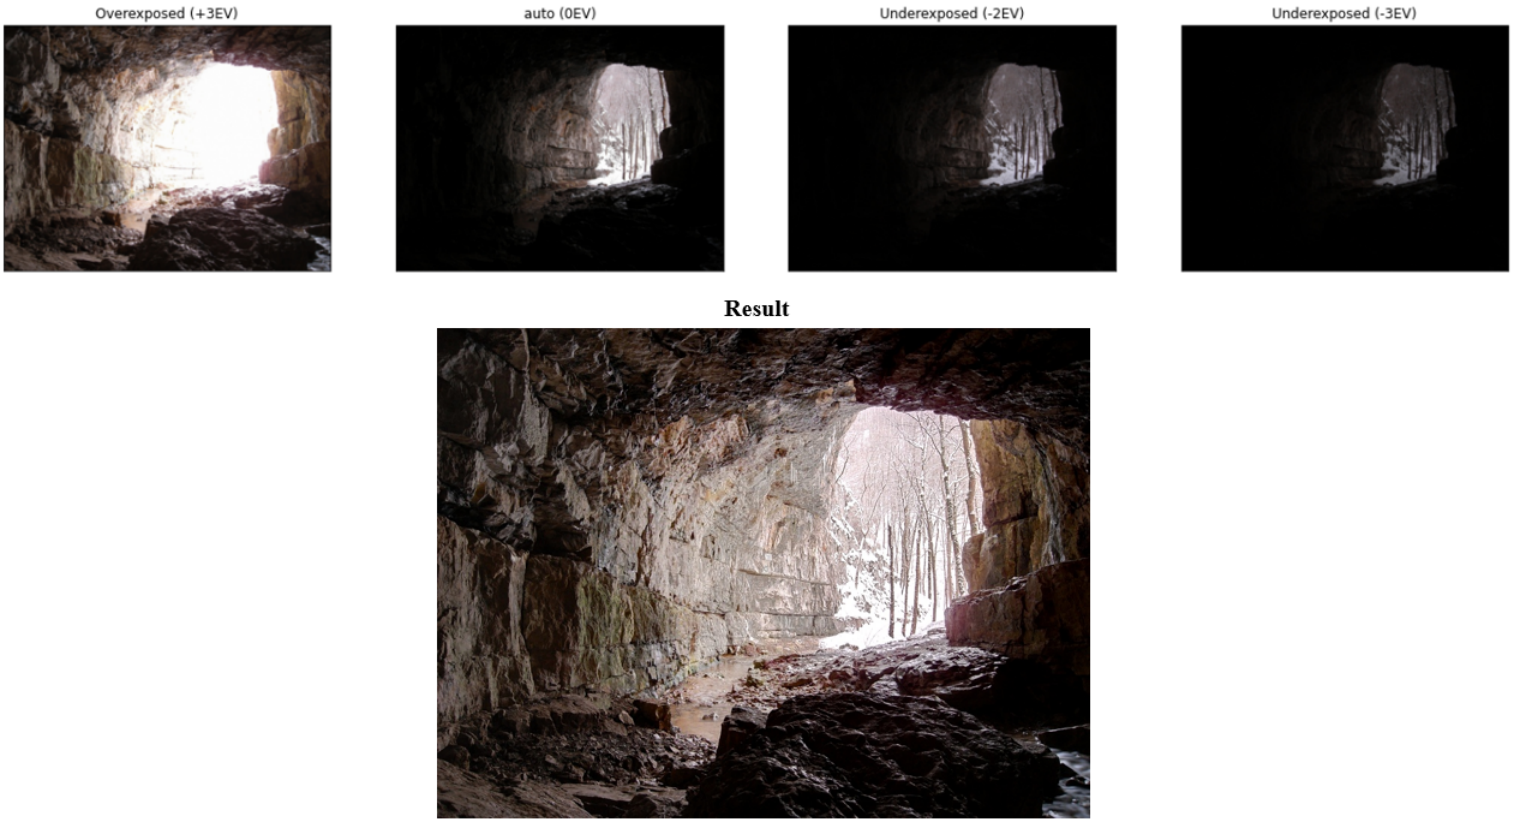 Overexposed (+3EV)
auto (0EV)
Underexposed (-2EV)
Underexposed (-3EV)
Result